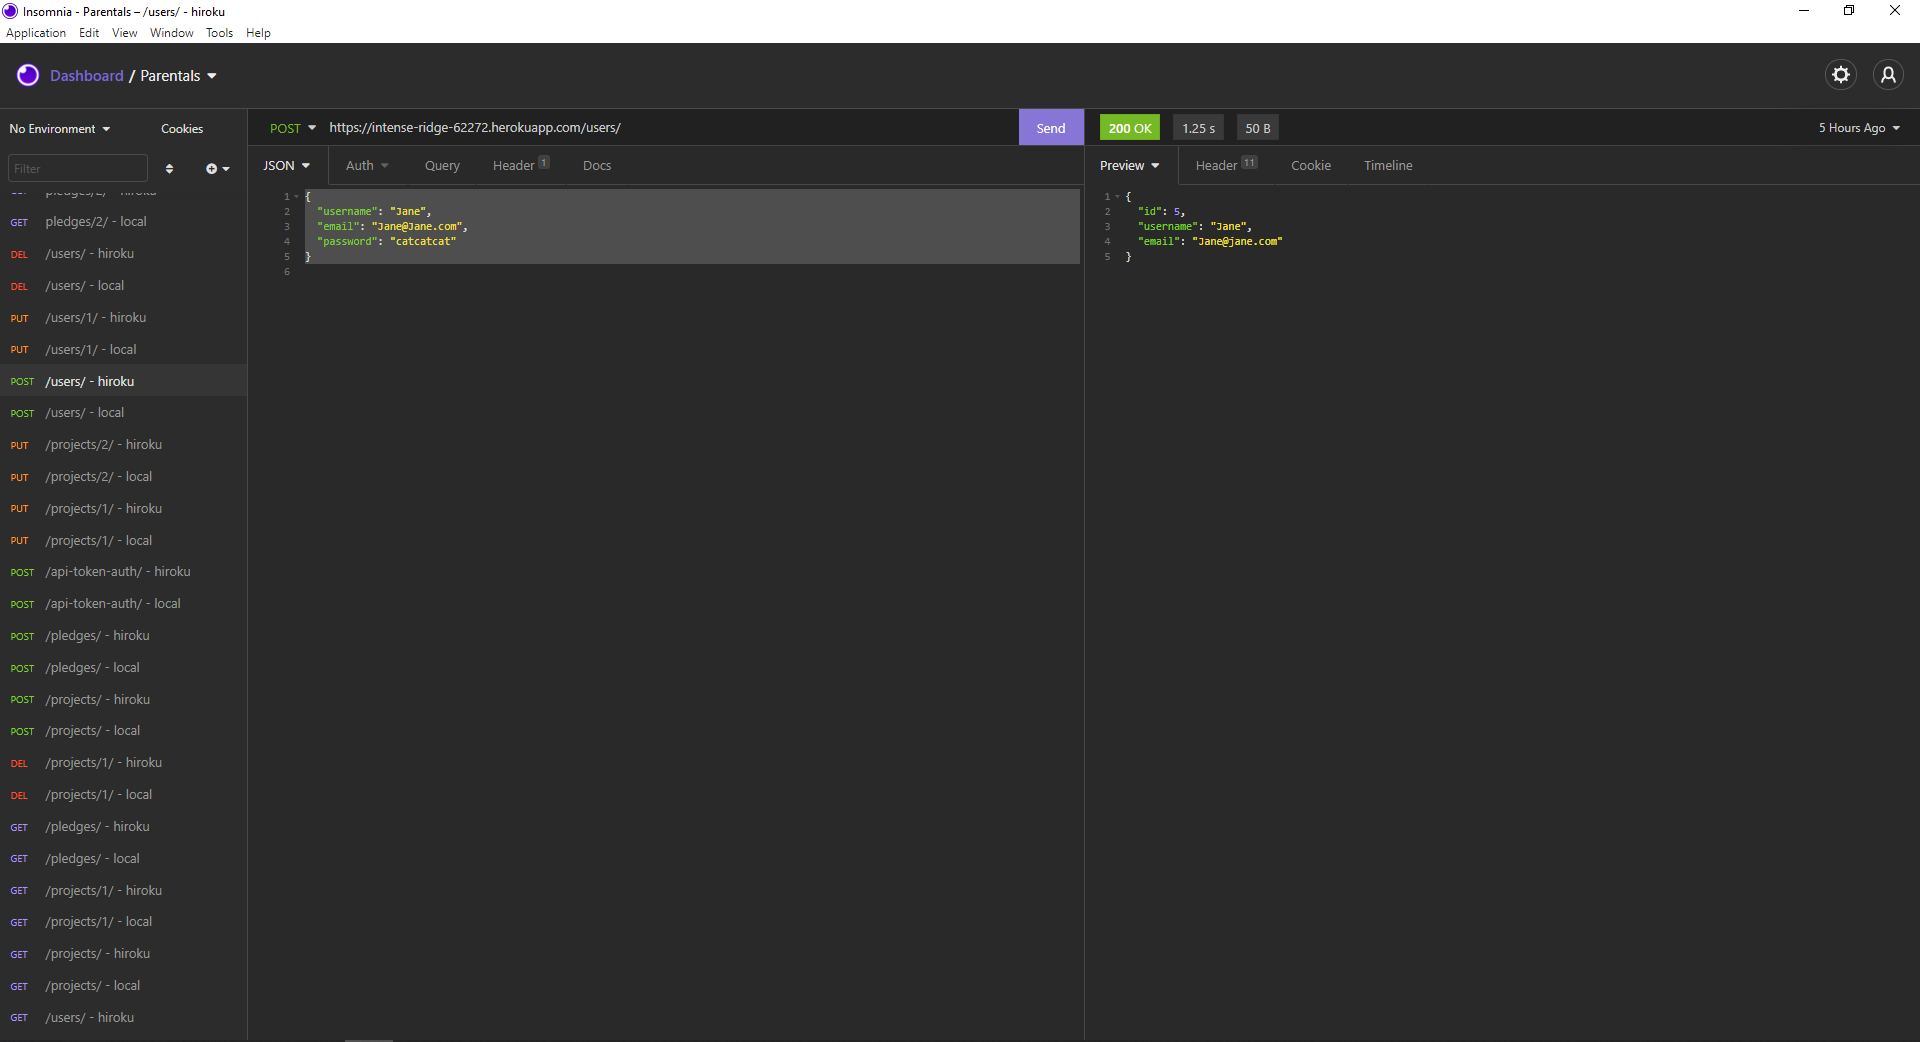 Insomnia - Parentals – /users/ - hiroku
Application Edit View Window Tools Help
Dashboard / Parentals
No Environment Cookies
Filter
pledges/2/ - hiroku
GET pledges/2/ - local
DEL /users/ - hiroku
DEL /users/ - local
PUT /users/1/ - hiroku
PUT /users/1/ - local
POST /users/ - hiroku
POST /users/ - local
PUT /projects/2/ - hiroku
PUT /projects/2/ - local
PUT /projects/1/ - hiroku
PUT /projects/1/ - local
POST /api-token-auth/ - hiroku
POST /api-token-auth/ - local
POST /pledges/ - hiroku
POST /pledges/ - local
POST /projects/ - hiroku
POST /projects/ - local
DEL /projects/1/ - hiroku
DEL /projects/1/ - local
GET /pledges/ - hiroku
GET /pledges/ - local
GET /projects/1/ - hiroku
GET /projects/1/ - local
GET /projects/ - hiroku
GET /projects/ - local
GET /users/ - hiroku
POST https://intense-ridge-62272.herokuapp.com/users/ Send
JSON Auth Query Header 1 Docs
1 {
2 "username": "Jane",
3 "email": "Jane@Jane.com",
4 "password": "catcatcat"
5 }
6
200 OK 1.25 s 50 B 5 Hours Ago
Preview Header 11 Cookie Timeline
1 {
2 "id": 5,
3 "username": "Jane",
4 "email": "Jane@jane.com"
5 }